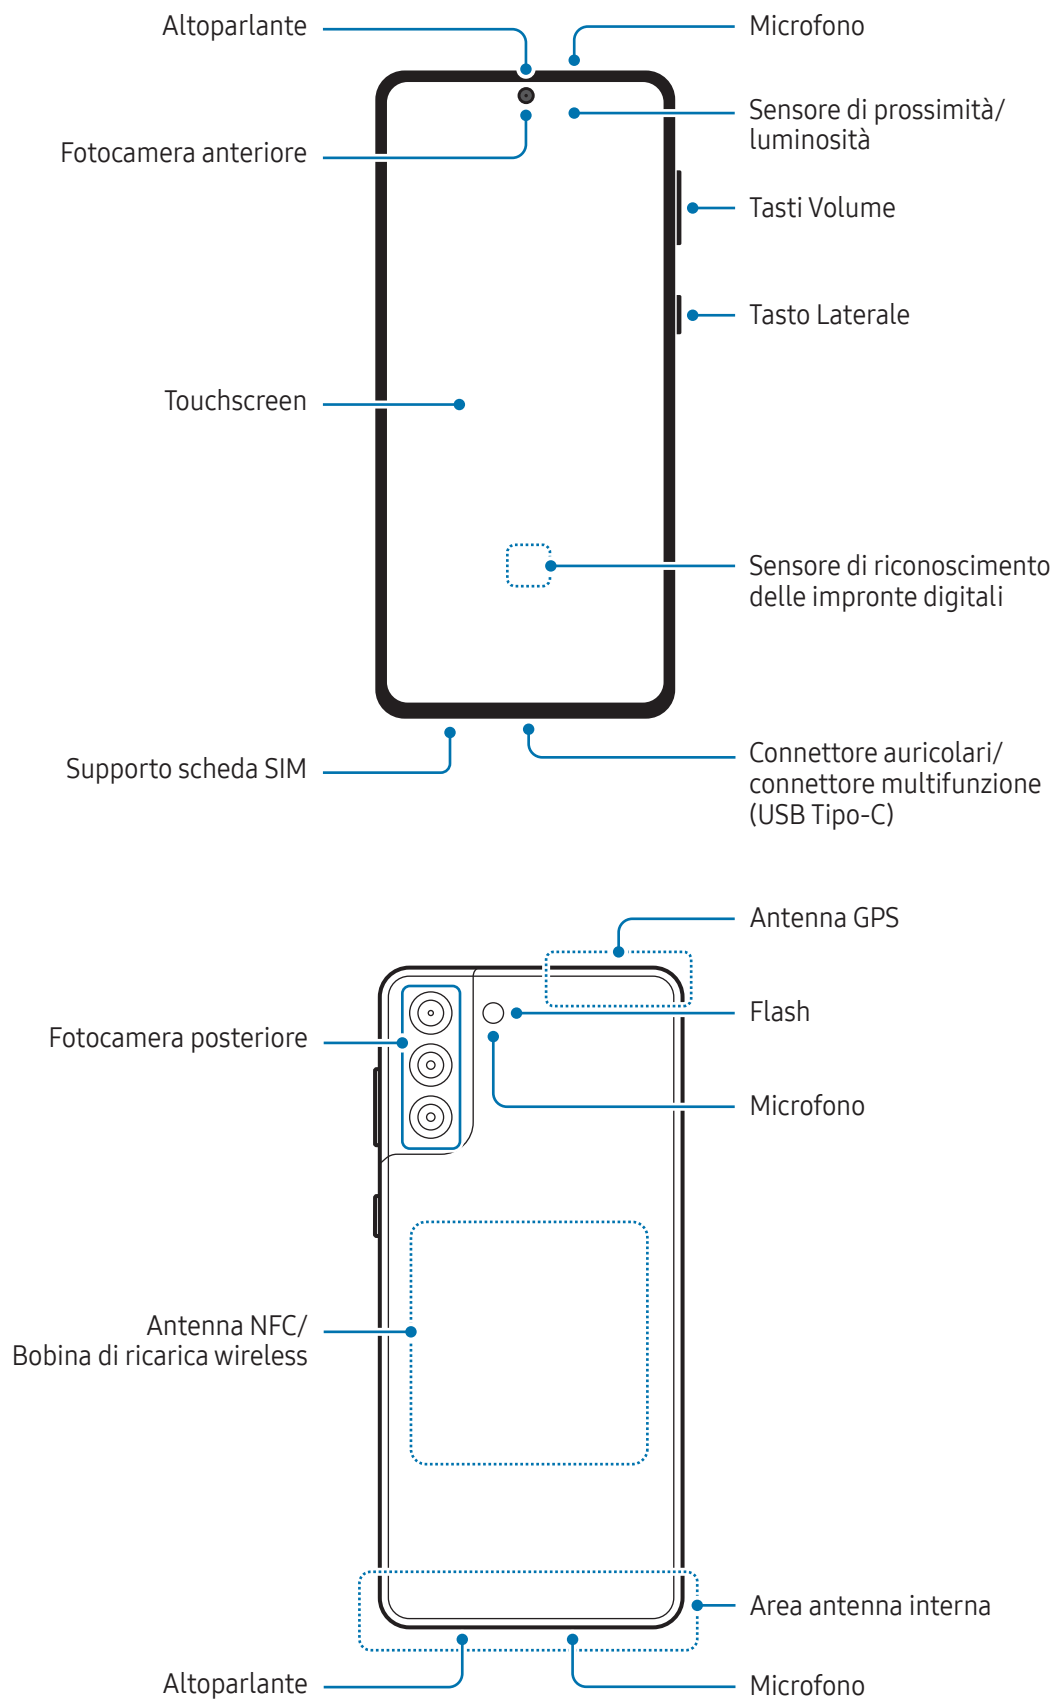 Altoparlante
Microfono
Sensore di prossimità/
luminosità
Fotocamera anteriore
Tasti Volume
Tasto Laterale
Touchscreen
Sensore di riconoscimento
delle impronte digitali
Supporto scheda SIM
Connettore auricolari/
connettore multifunzione
(USB Tipo-C)
Antenna GPS
Flash
Fotocamera posteriore
Microfono
Antenna NFC/
Bobina di ricarica wireless
Area antenna interna
Altoparlante
Microfono